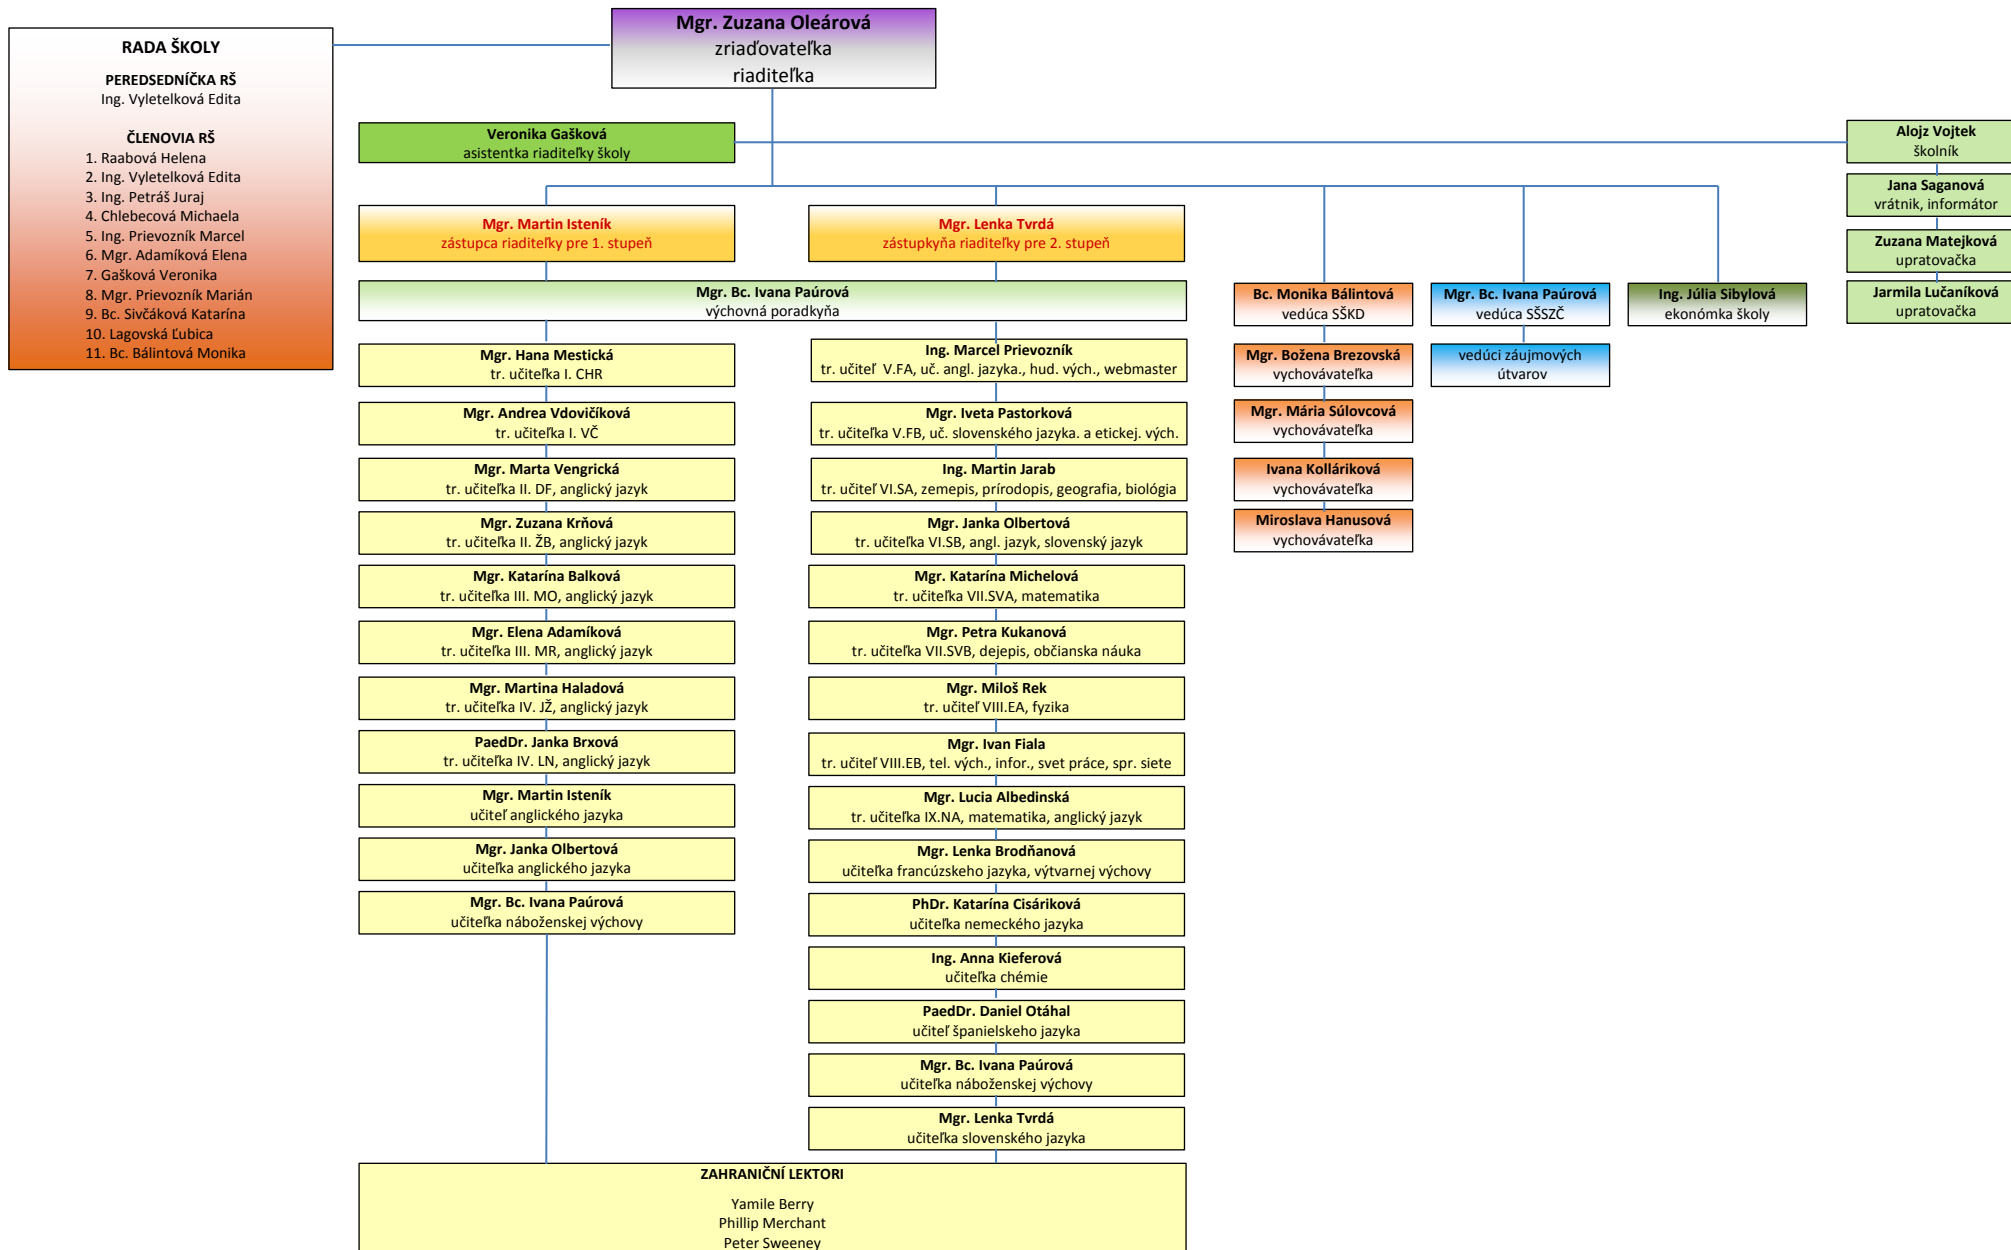 Mgr. Zuzana Oleárová
zriaďovateľka
riaditeľka
RADA ŠKOLY
PEREDSEDNÍČKA RŠ
Ing. Vyletelková Edita
ČLENOVIA RŠ
1. Raabová Helena
2. Ing. Vyletelková Edita
3. Ing. Petráš Juraj
4. Chlebecová Michaela
5. Ing. Prievozník Marcel
6. Mgr. Adamíková Elena
7. Gašková Veronika
8. Mgr. Prievozník Marián
9. Bc. Sivčáková Katarína
10. Lagovská Ľubica
11. Bc. Bálintová Monika
Veronika Gašková
asistentka riaditeľky školy
Alojz Vojtek
školník
Jana Saganová
vrátnik, informátor
Zuzana Matejková
upratovačka
Jarmila Lučaníková
upratovačka
Mgr. Martin Isteník
zástupca riaditeľky pre 1. stupeň
Mgr. Lenka Tvrdá
zástupkyňa riaditeľky pre 2. stupeň
Mgr. Bc. Ivana Paúrová
výchovná poradkyňa
Bc. Monika Bálintová
vedúca SŠKD
Mgr. Bc. Ivana Paúrová
vedúca SŠSZČ
Ing. Júlia Sibylová
ekonómka školy
Mgr. Hana Mestická
tr. učiteľka I. CHR
Mgr. Andrea Vdovičíková
tr. učiteľka I. VČ
Mgr. Marta Vengrická
tr. učiteľka II. DF, anglický jazyk
Mgr. Zuzana Krňová
tr. učiteľka II. ŽB, anglický jazyk
Mgr. Katarína Balková
tr. učiteľka III. MO, anglický jazyk
Mgr. Elena Adamíková
tr. učiteľka III. MR, anglický jazyk
Mgr. Martina Haladová
tr. učiteľka IV. JŽ, anglický jazyk
PaedDr. Janka Brxová
tr. učiteľka IV. LN, anglický jazyk
Mgr. Martin Isteník
učiteľ anglického jazyka
Mgr. Janka Olbertová
učiteľka anglického jazyka
Mgr. Bc. Ivana Paúrová
učiteľka náboženskej výchovy
Ing. Marcel Prievozník
tr. učiteľ V.FA, uč. angl. jazyka., hud. vých., webmaster
Mgr. Iveta Pastorková
tr. učiteľka V.FB, uč. slovenského jazyka. a etickej. vých.
Ing. Martin Jarab
tr. učiteľ VI.SA, zemepis, prírodopis, geografia, biológia
Mgr. Janka Olbertová
tr. učiteľka VI.SB, angl. jazyk, slovenský jazyk
Mgr. Katarína Michelová
tr. učiteľka VII.SVA, matematika
Mgr. Petra Kukanová
tr. učiteľka VII.SVB, dejepis, občianska náuka
Mgr. Miloš Rek
tr. učiteľ VIII.EA, fyzika
Mgr. Ivan Fiala
tr. učiteľ VIII.EB, tel. vých., infor., svet práce, spr. siete
Mgr. Lucia Albedinská
tr. učiteľka IX.NA, matematika, anglický jazyk
Mgr. Lenka Brodňanová
učiteľka francúzskeho jazyka, výtvarnej výchovy
PhDr. Katarína Cisáriková
učiteľka nemeckého jazyka
Ing. Anna Kieferová
učiteľka chémie
PaedDr. Daniel Otáhal
učiteľ španielskeho jazyka
Mgr. Bc. Ivana Paúrová
učiteľka náboženskej výchovy
Mgr. Lenka Tvrdá
učiteľka slovenského jazyka
Mgr. Božena Brezovská
vychovávateľka
Mgr. Mária Súlovcová
vychovávateľka
Ivana Kolláriková
vychovávateľka
Miroslava Hanusová
vychovávateľka
vedúci záujmových
útvarov
ZAHRANIČNÍ LEKTORI
Yamile Berry
Phillip Merchant
Peter Sweeney